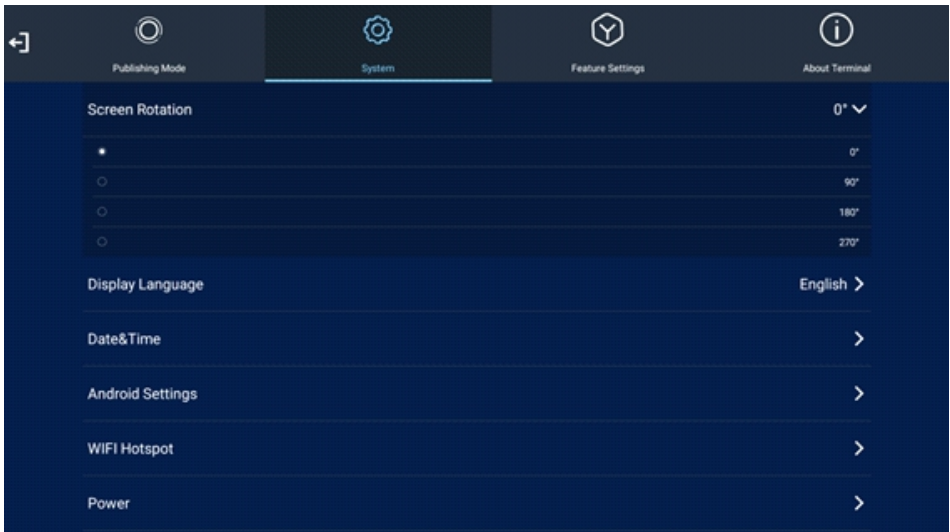 Publishing Mode
System
Feature Settings
About Terminal
Screen Rotation 0°
0°
90°
180°
270°
Display Language English
Date&Time
Android Settings
WIFI Hotspot
Power